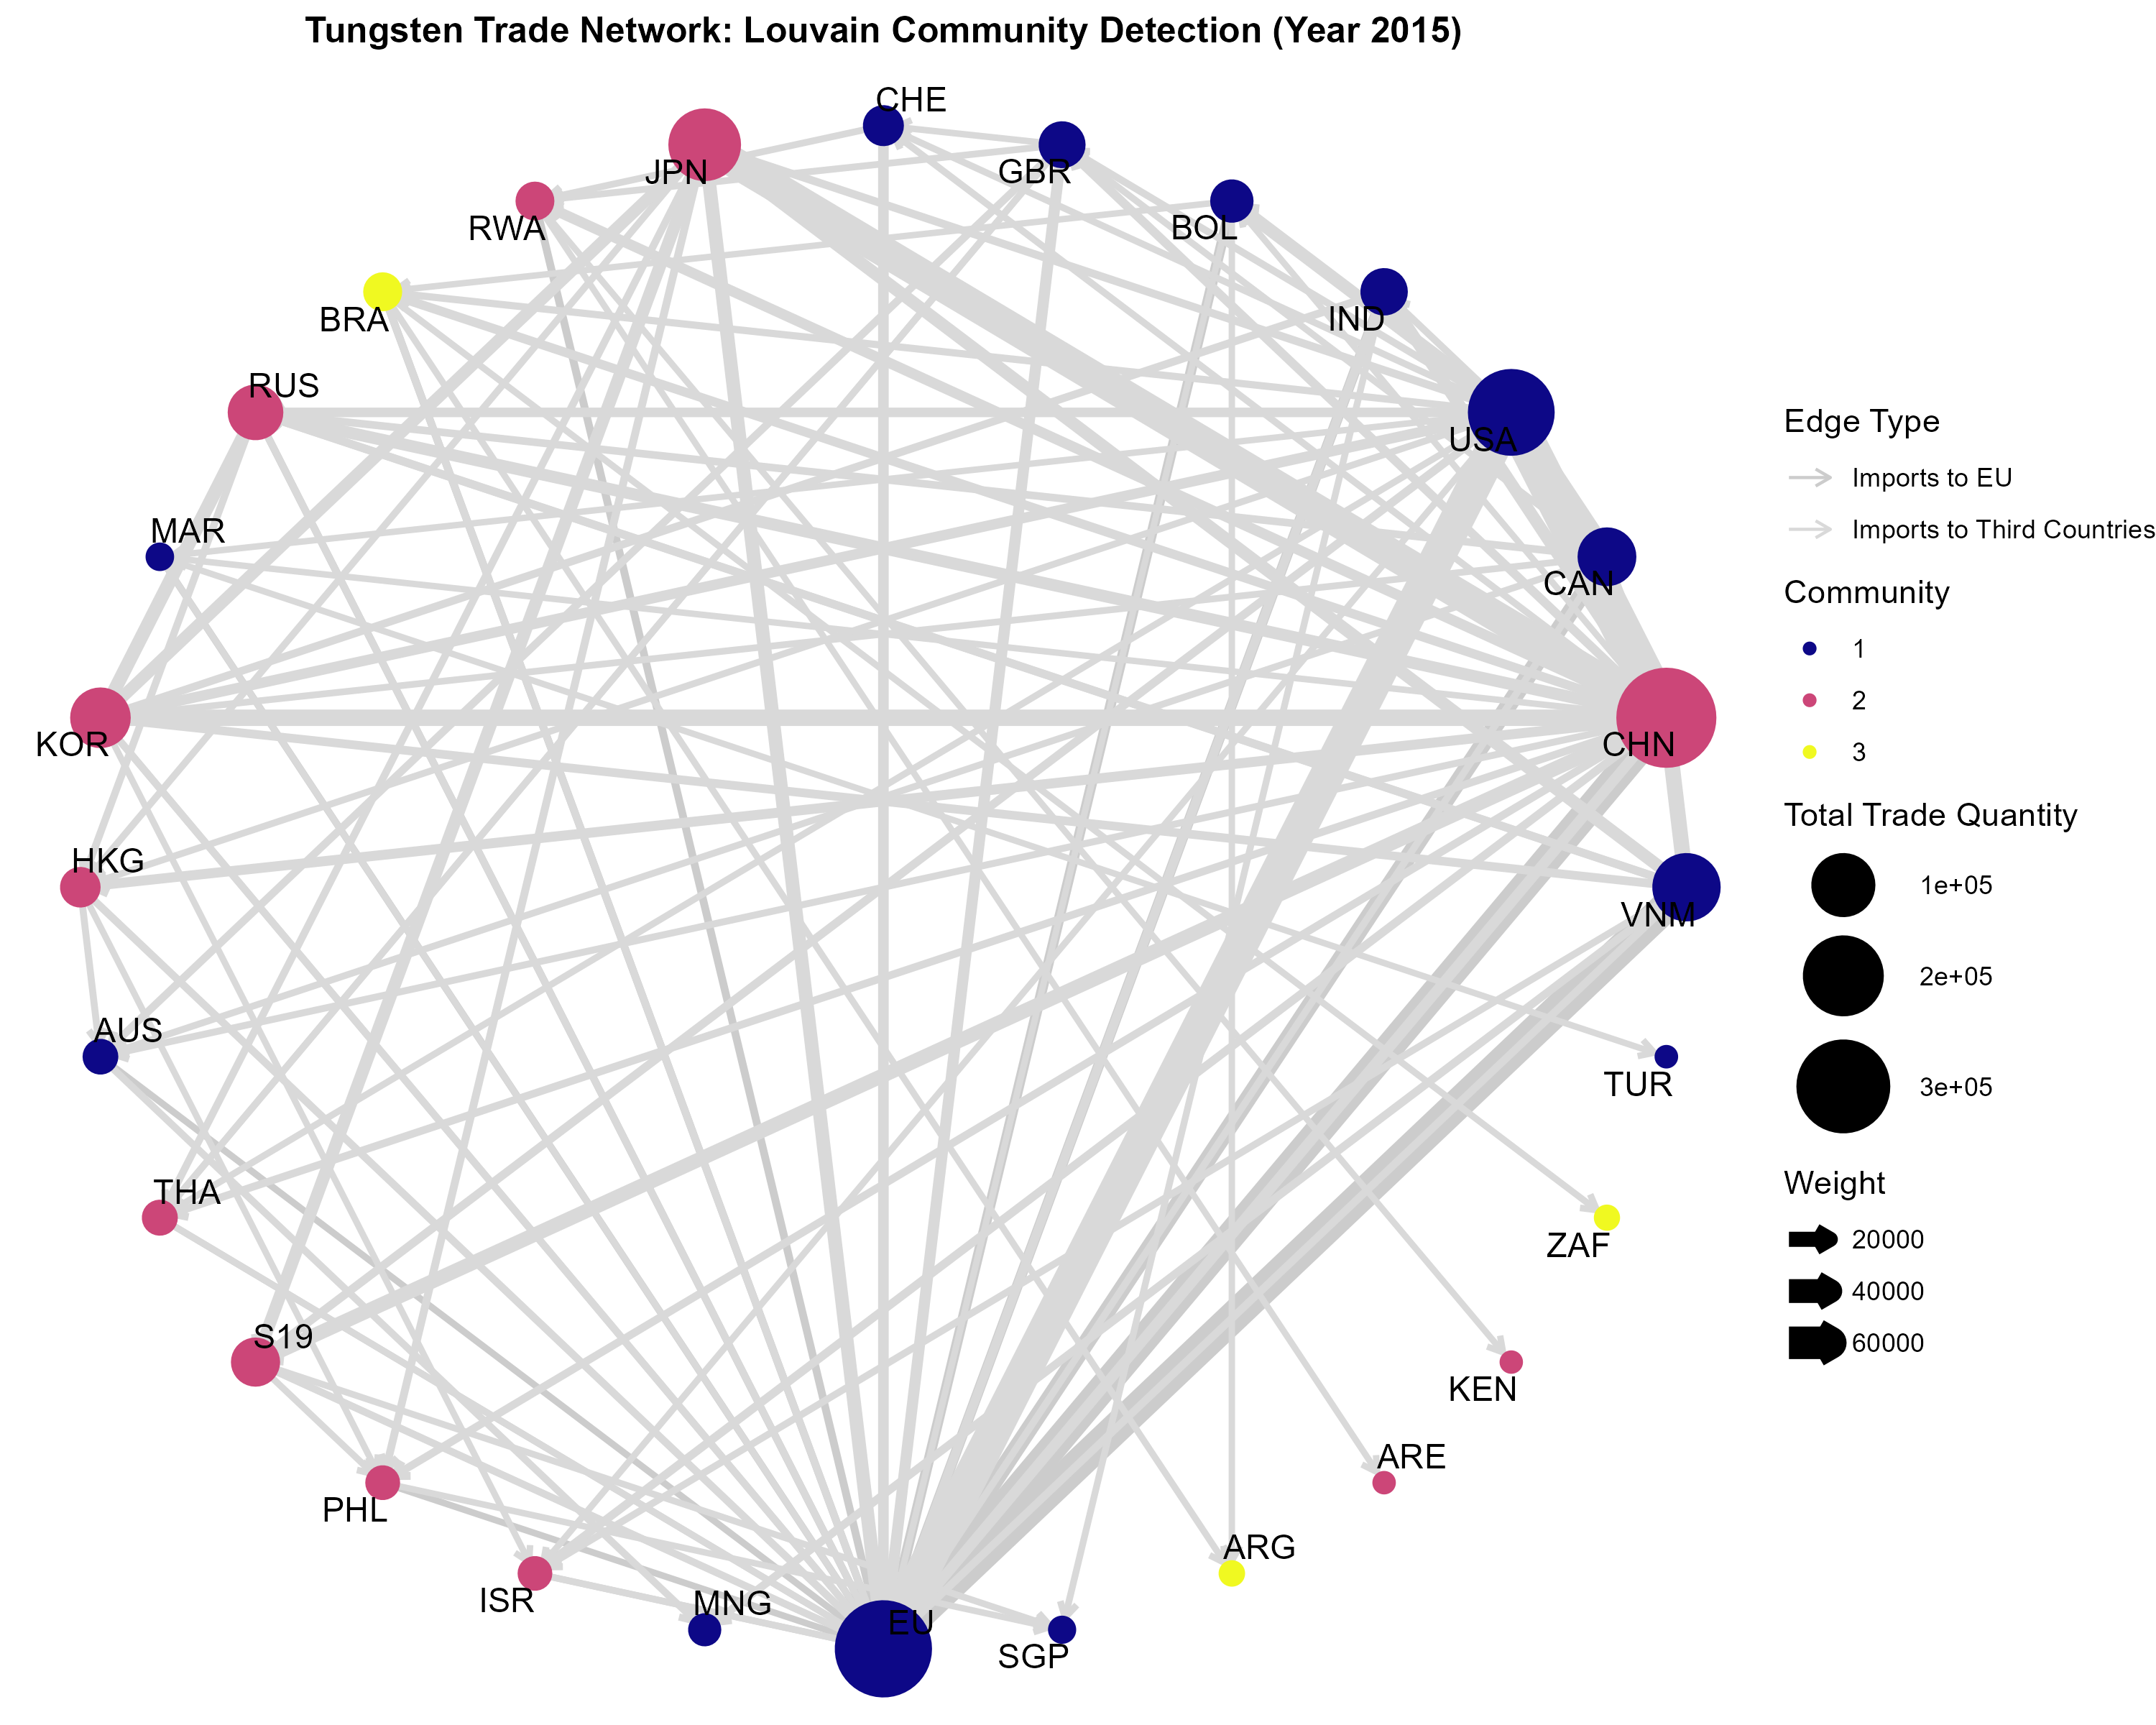 Tungsten Trade Network: Louvain Community Detection (Year 2015)
CHE
GBR
JPN
BOL
RWA
IND
BRA
RUS
USA
MAR
CAN
KOR
CHN
HKG
VNM
AUS
TUR
THA
ZAF
S19
KEN
PHL
ARE
ISR
ARG
MNG
EU
SGP
Edge Type
Imports to EU
Imports to Third Countries
Community
1
2
3
Total Trade Quantity
1e+05
2e+05
3e+05
Weight
20000
40000
60000